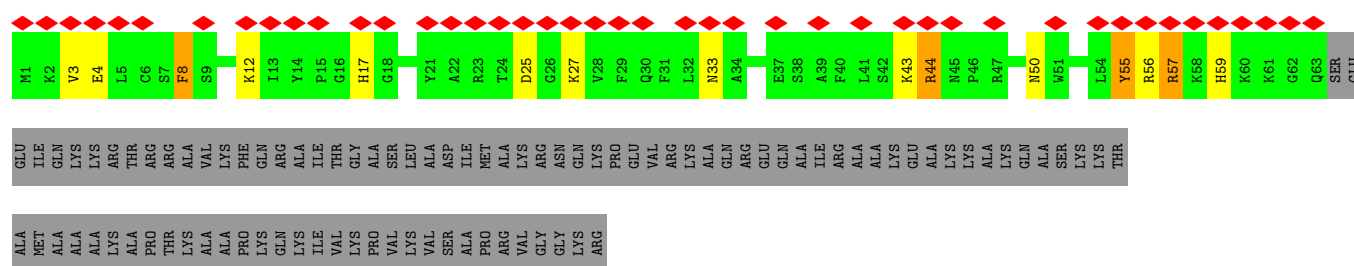 M1 K2 V3 E4 L5 C6 S7 F8 S9 K12 I13 Y14 P15 G16 H17 G18 Y21 A22 R23 T24 D25 G26 K27 V28 F29 Q30 F31 L32 N33 A34 E37 S38 A39 F40 L41 S42 K43 R44 N45 P46 R47 N50 W51 L54 Y55 R56 R57 K58 H59 K60 K61 G62 Q63 SER GLU
GLU ILE GLN LYS LYS ARG THR ARG ARG ALA VAL LYS PHE GLN ARG ALA ILE THR GLY ALA SER LEU ALA ASP ILE MET ALA LYS ARG ASN GLN LYS PRO GLU VAL ARG LYS ALA GLN ARG GLU GLN ALA ILE ARG ALA ALA LYS GLU ALA LYS LYS ALA LYS GLN ALA SER LYS LYS THR
ALA MET ALA ALA ALA LYS ALA PRO THR LYS ALA ALA PRO LYS GLN LYS ILE VAL LYS PRO VAL LYS VAL SER ALA PRO ARG VAL GLY GLY LYS ARG